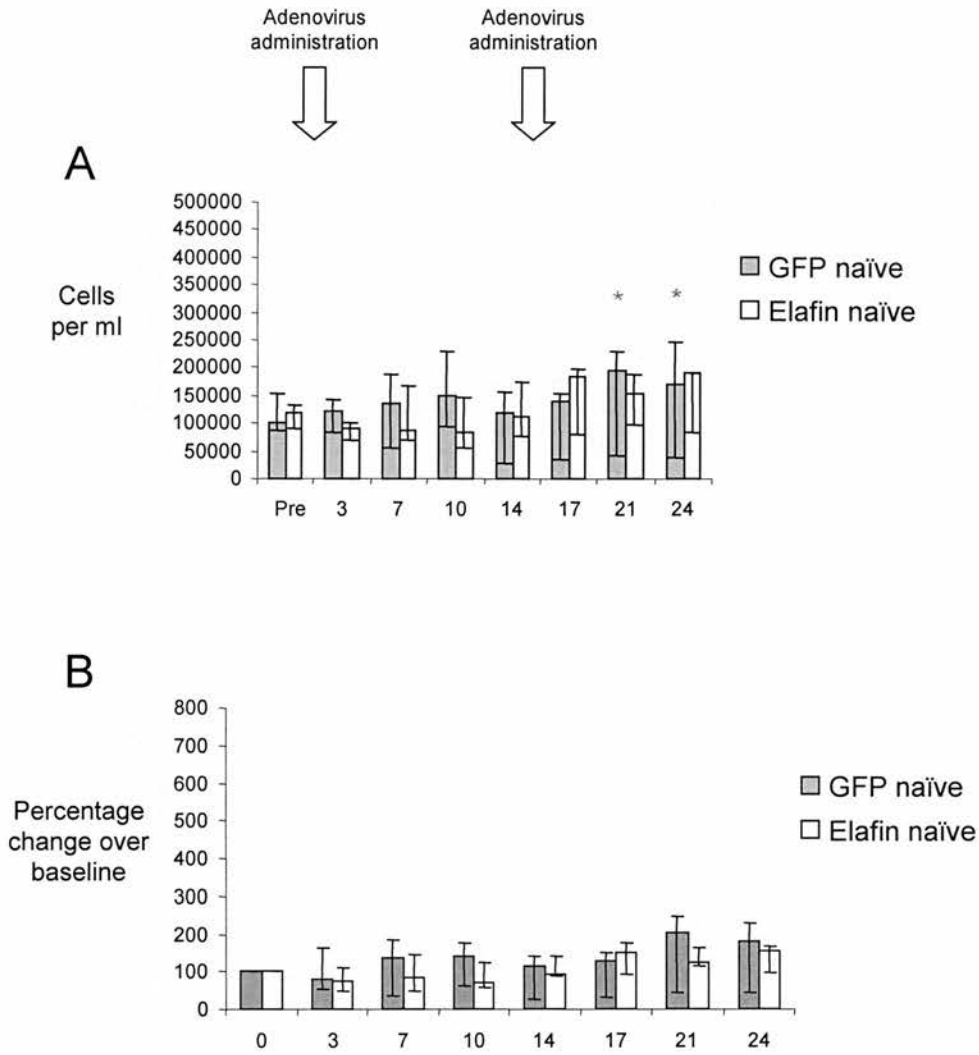 Adenovirus
administration
Adenovirus
administration
A
500000
450000
400000
350000
300000
250000
200000
150000
100000
50000
0
Cells
per ml
* *
GFP naïve
Elafin naïve
Pre 3 7 10 14 17 21 24
B
800
700
600
500
400
300
200
100
0
Percentage
change over
baseline
GFP naïve
Elafin naïve
0 3 7 10 14 17 21 24